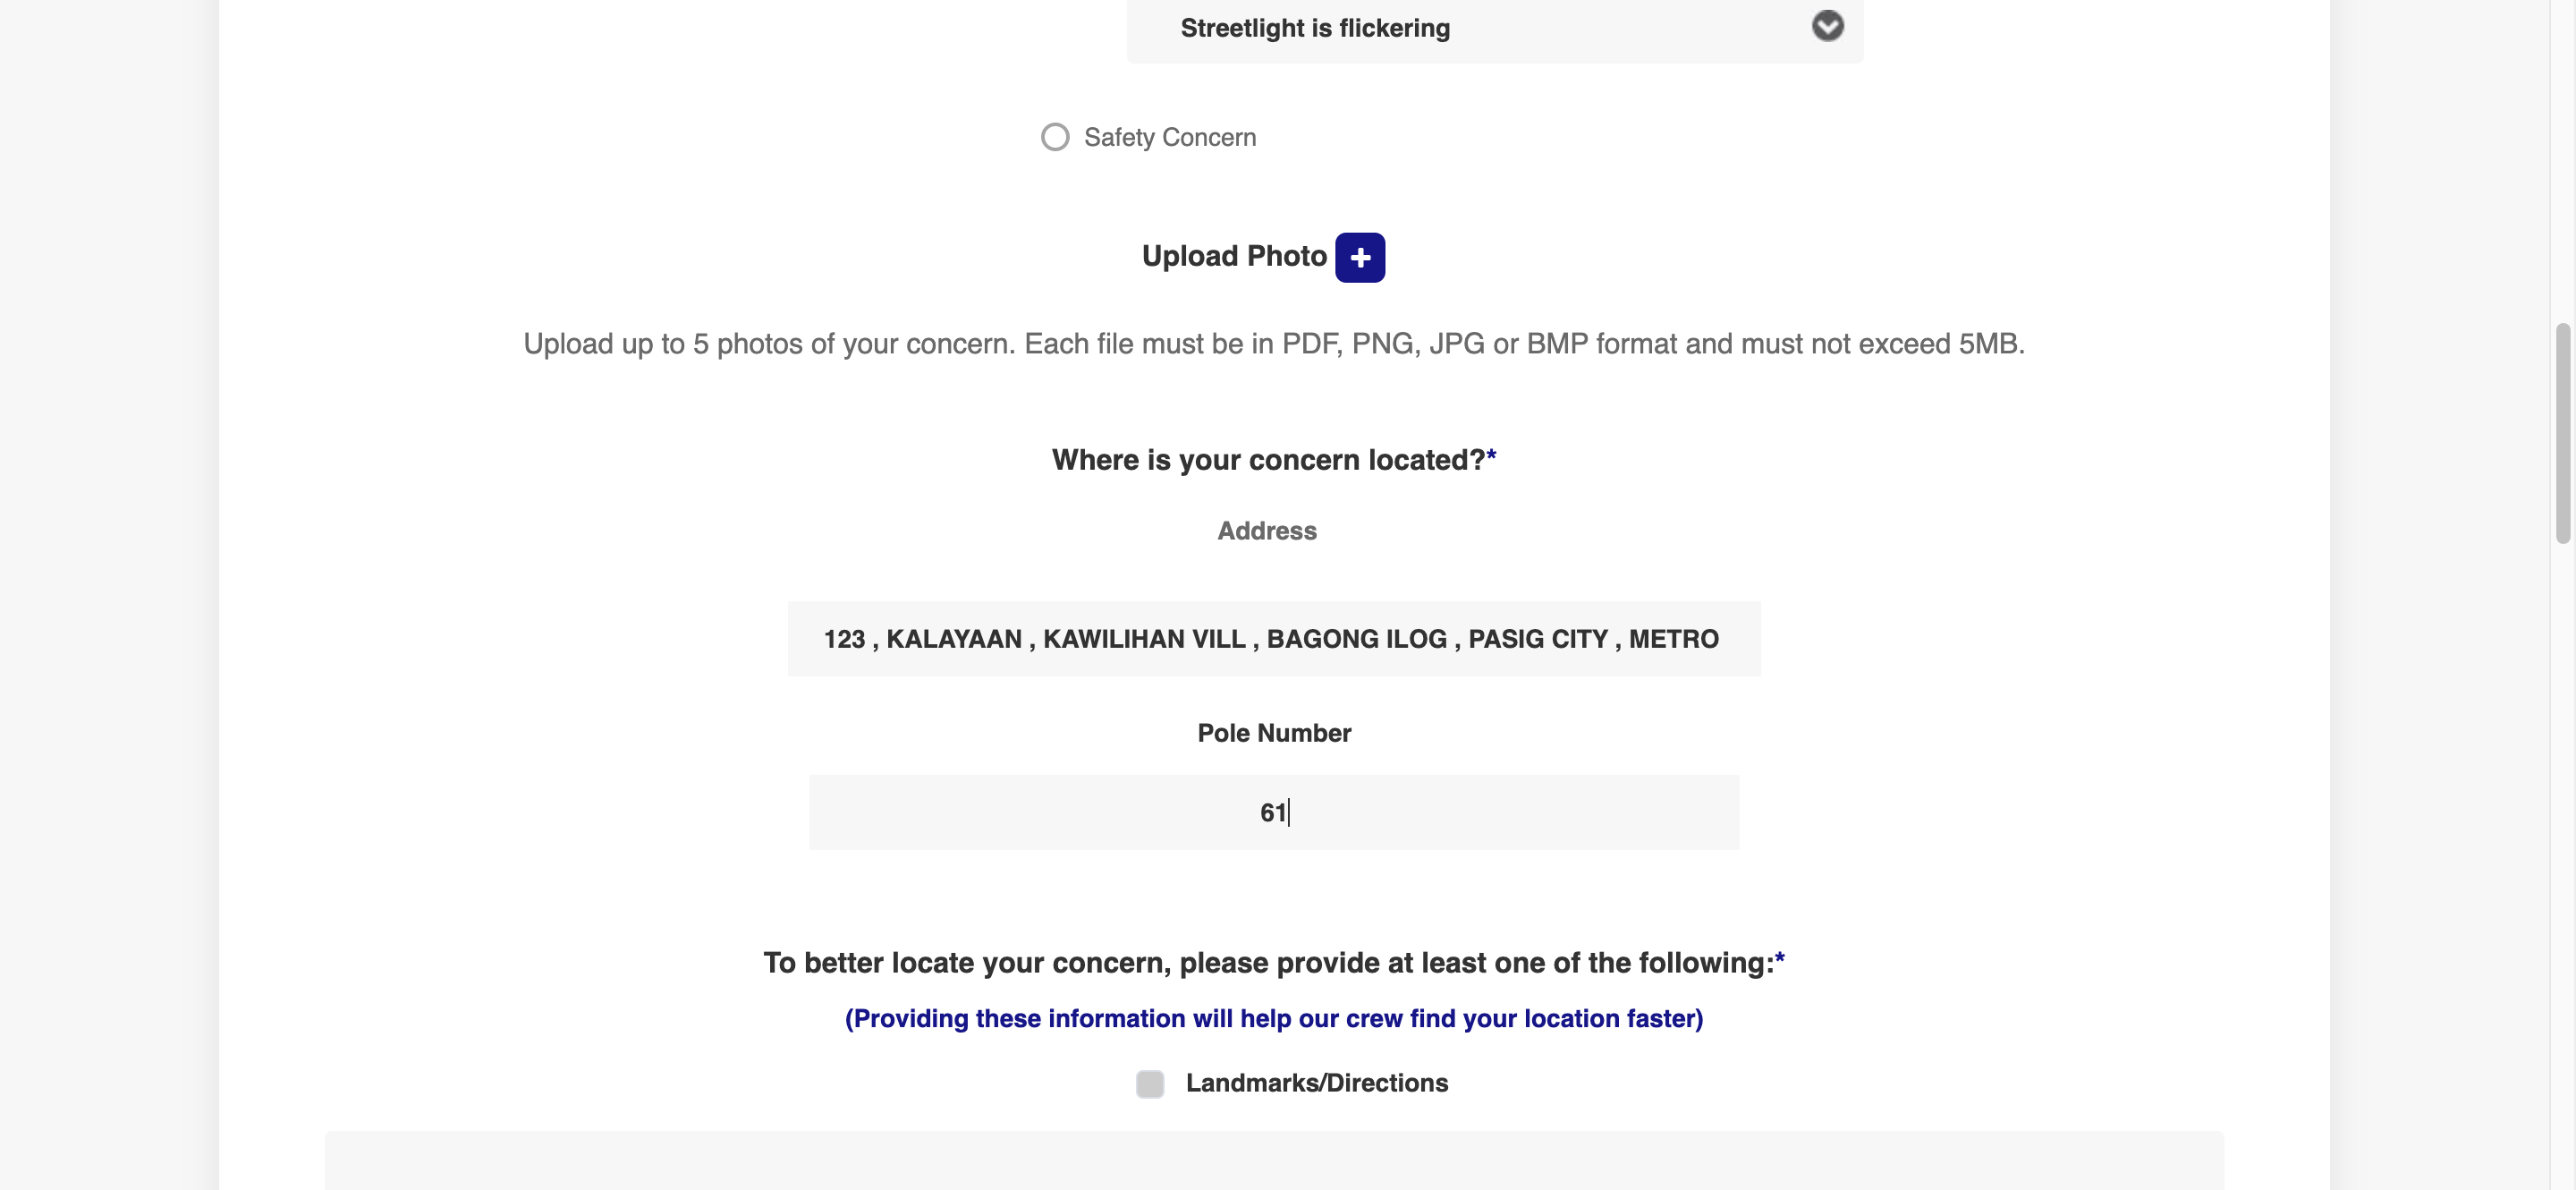 Streetlight is flickering
Safety Concern
Upload Photo +
Upload up to 5 photos of your concern. Each file must be in PDF, PNG, JPG or BMP format and must not exceed 5MB.
Where is your concern located?*
Address
123 , KALAYAAN , KAWILIHAN VILL , BAGONG ILOG , PASIG CITY , METRO
Pole Number
61
To better locate your concern, please provide at least one of the following:*
(Providing these information will help our crew find your location faster)
Landmarks/Directions